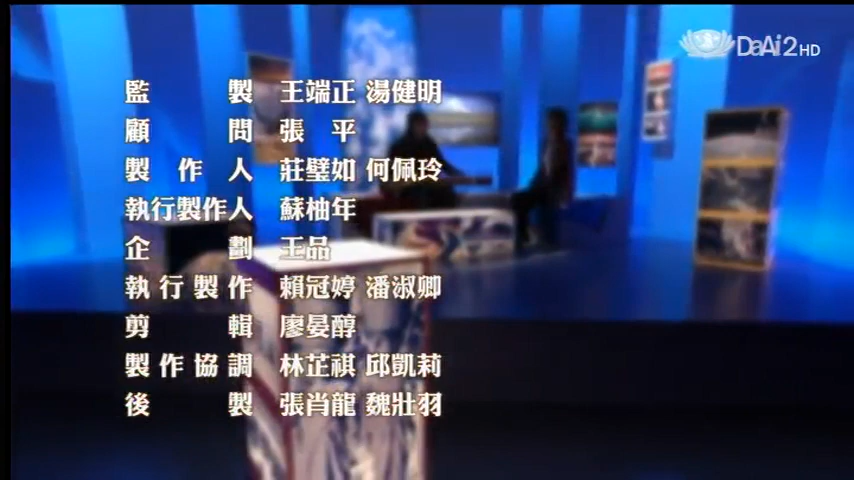 DaAi2HD
監製 王端正 湯健明
顧問 張平
製作人 莊璧如 何佩玲
執行製作人 蘇柚年
企劃 王品
執行製作 賴冠婷 潘淑卿
剪輯 廖晏醇
製作協調 林芷祺 邱凱莉
後製 張肖龍 魏壯羽